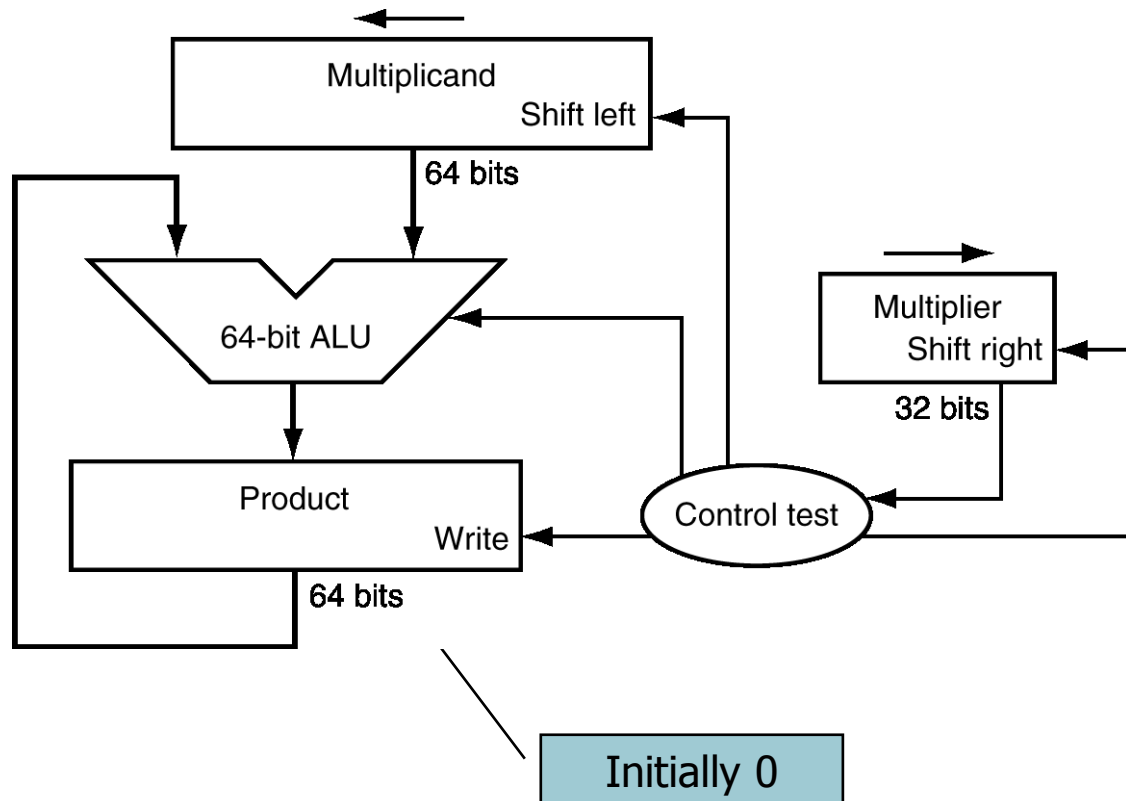 Multiplicand
Shift left
64 bits
64-bit ALU
Multiplier
Shift right
32 bits
Product
Write
Control test
64 bits
Initially 0